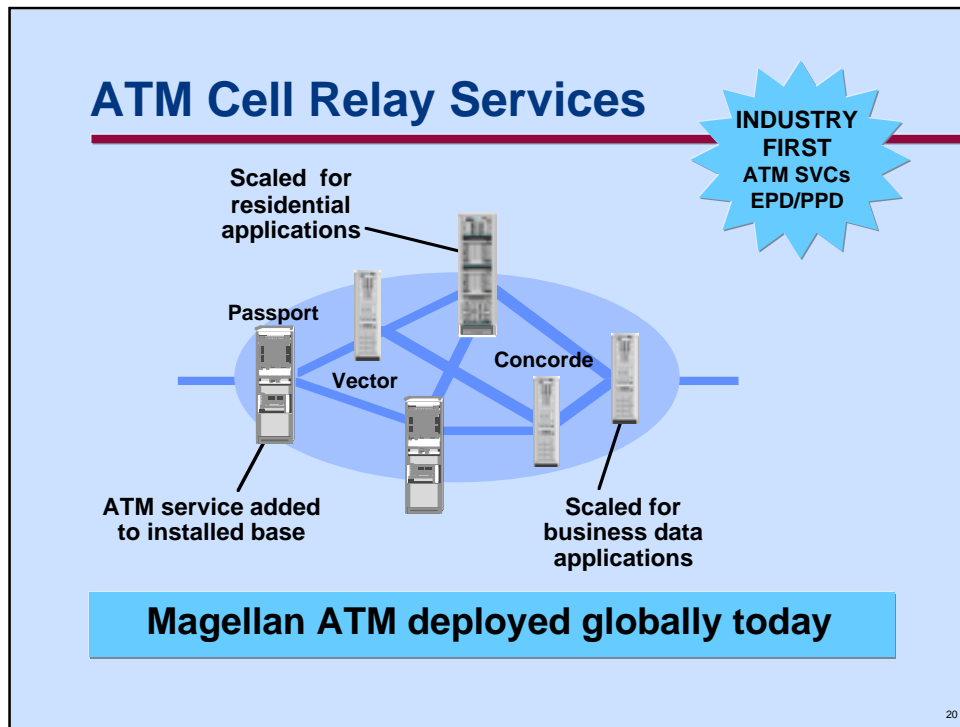 ATM Cell Relay Services
INDUSTRY
FIRST
ATM SVCs
EPD/PPD
Scaled for
residential
applications
Passport
Vector
Concorde
ATM service added
to installed base
Scaled for
business data
applications
Magellan ATM deployed globally today
20